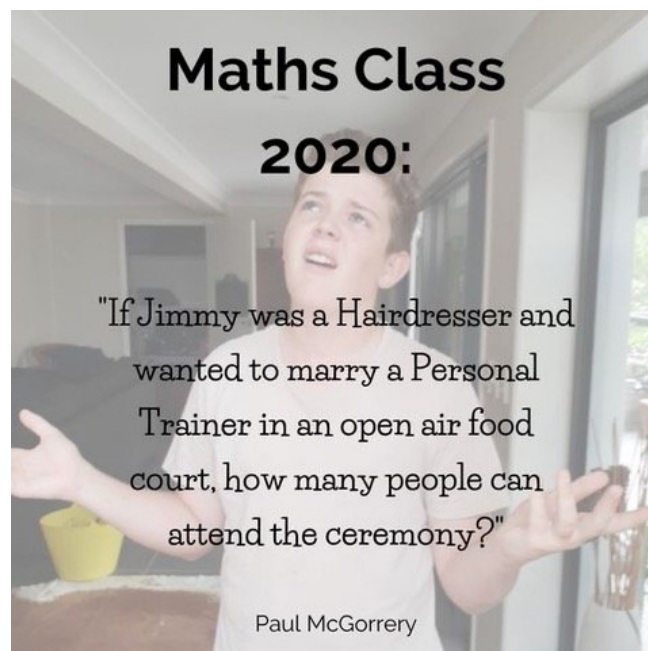 Maths Class
2020:
"If Jimmy was a Hairdresser and
wanted to marry a Personal
Trainer in an open air food
court, how many people can
attend the ceremony?"
Paul McGorrery